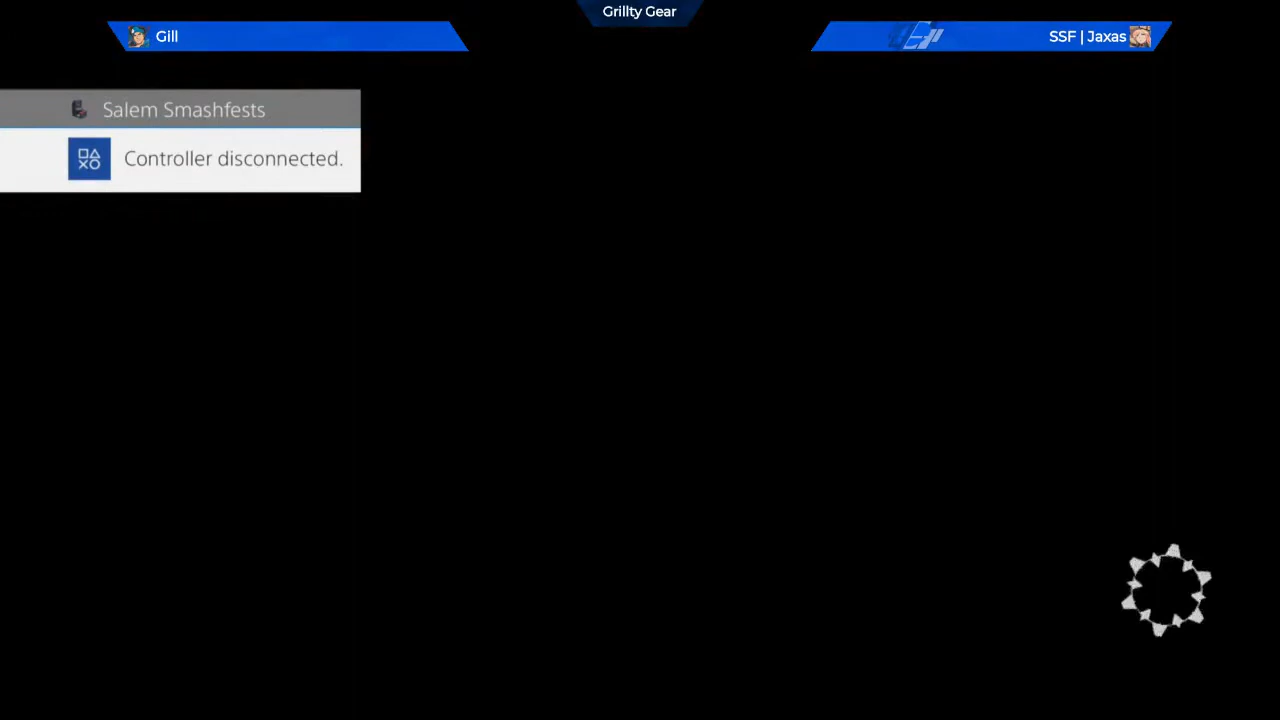 Grillty Gear
Gill
SSF | Jaxas
Salem Smashfests
Controller disconnected.